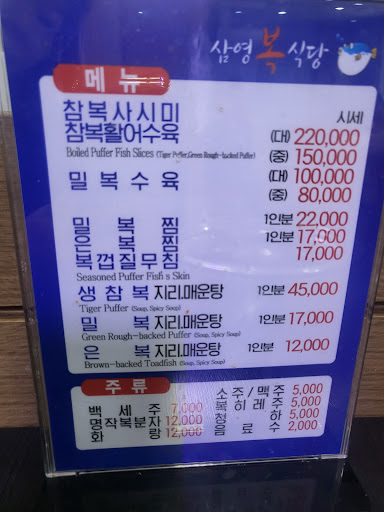 삼영복식당
메뉴
참복사시미 시세
참복활어수육 (대) 220,000
Boiled Puffer Fish Slices (Tiger Puffer,Green Rough-backed Puffer) (중) 150,000
밀복수육 (대) 100,000
(중) 80,000
밀복찜 1인분 22,000
은복찜 1인분 17,000
복껍질무침 17,000
Seasoned Puffer Fish's Skin
생참복 지리.매운탕 1인분 45,000
Tiger Puffer (Soup, Spicy Soup)
밀복 지리.매운탕 1인분 17,000
Green Rough-backed Puffer (Soup, Spicy Soup)
은복 지리.매운탕 1인분 12,000
Brown-backed Toadfish (Soup, Spicy Soup)
주류
소주/맥주 5,000
백세주 7,000 복히레주 5,000
명작복분자 12,000 청하 5,000
화랑 12,000 음료수 2,000